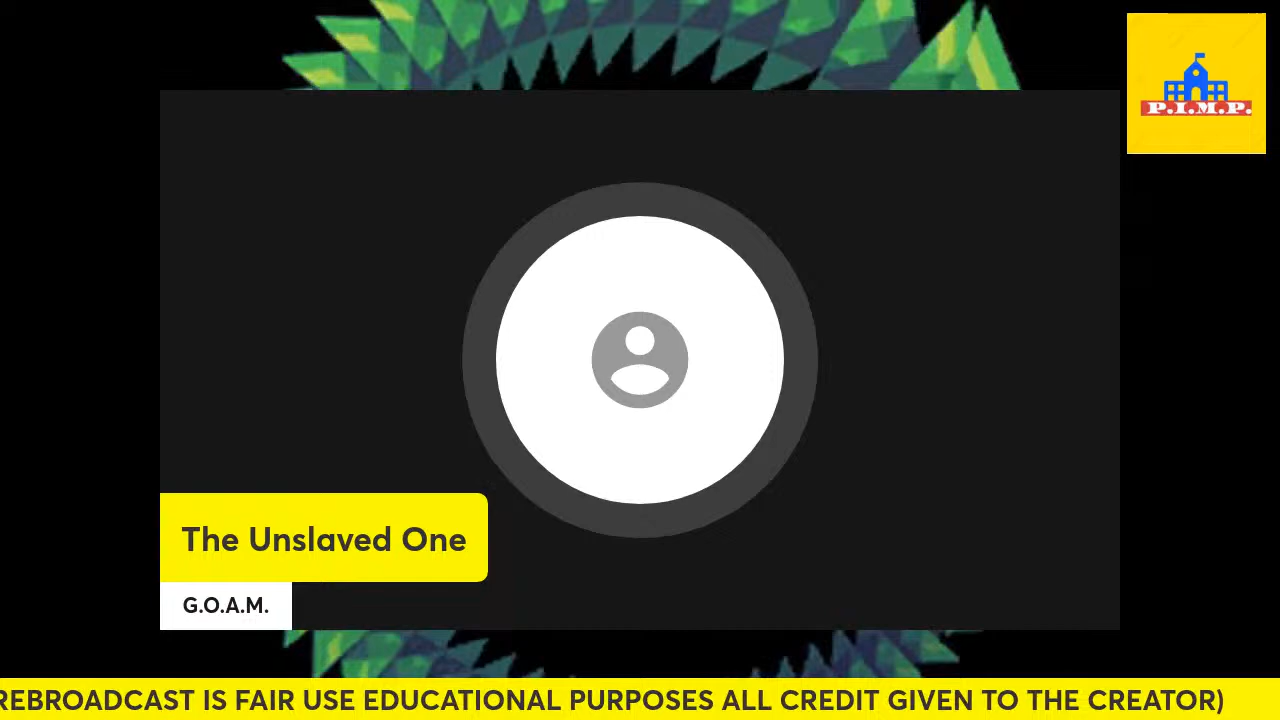 P.I.M.P.
The Unslaved One
G.O.A.M.
REBROADCAST IS FAIR USE EDUCATIONAL PURPOSES ALL CREDIT GIVEN TO THE CREATOR)